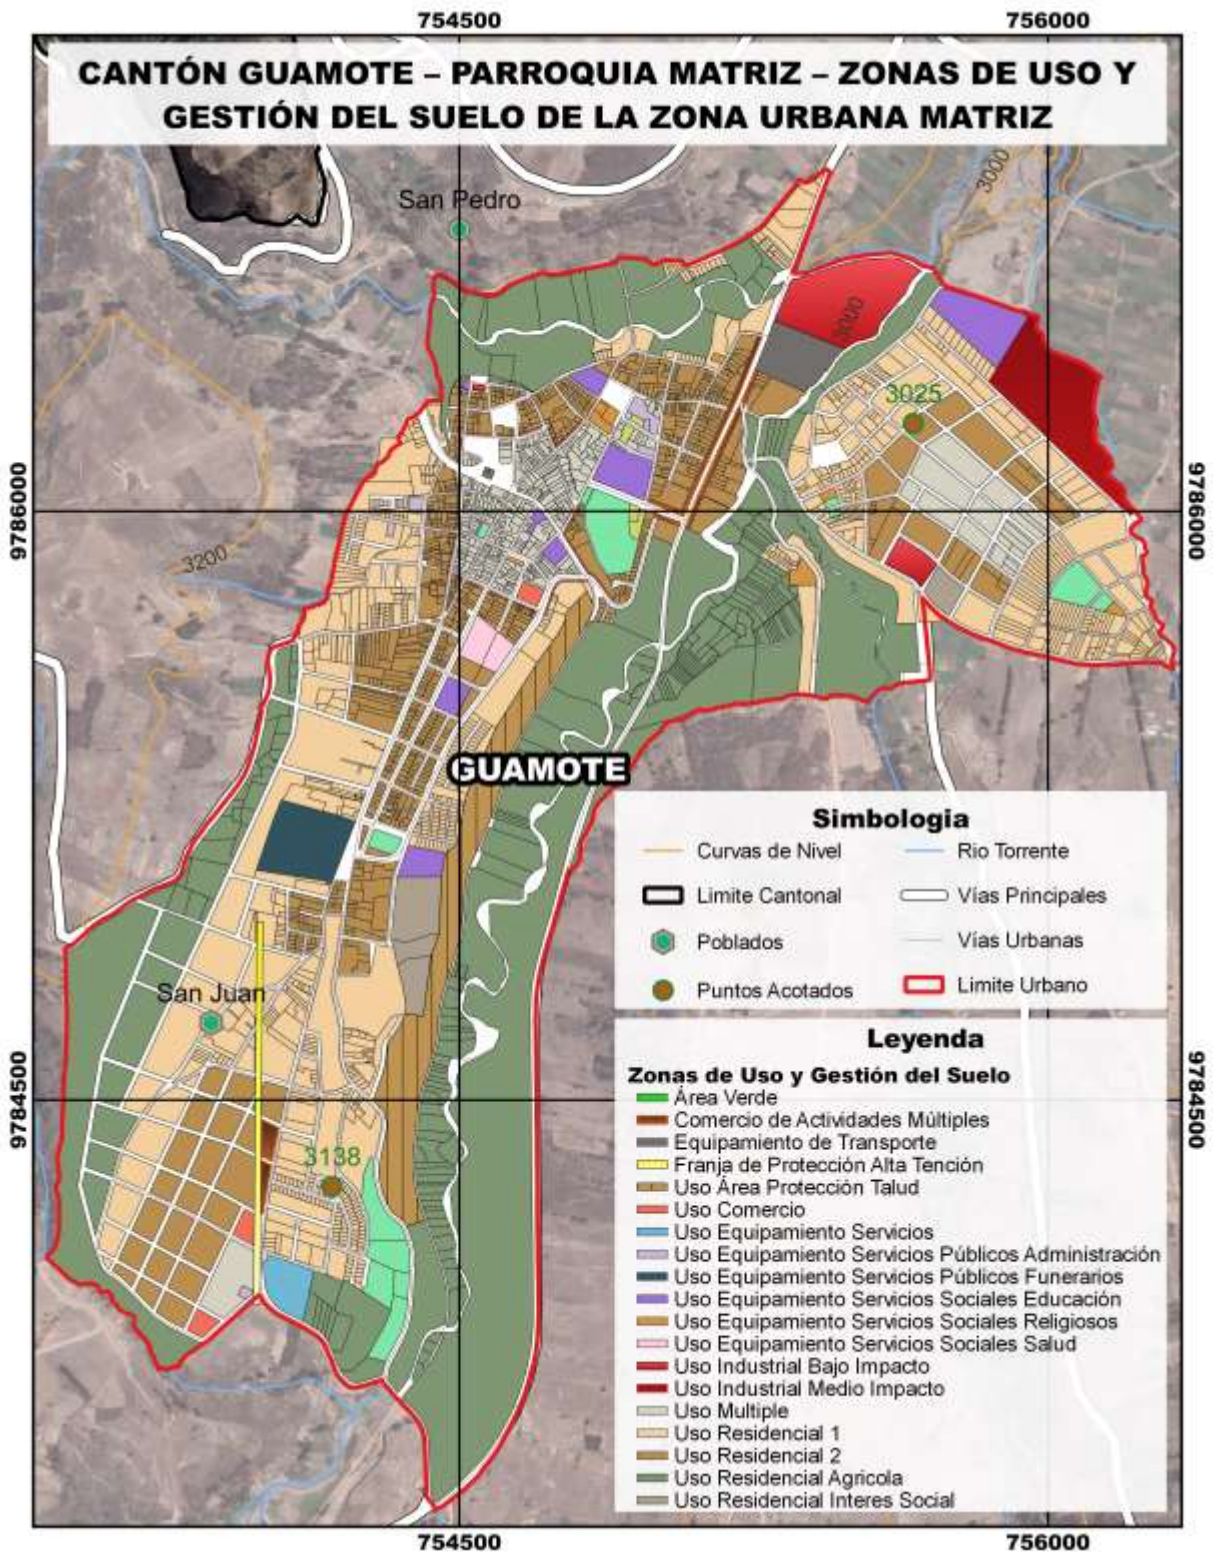 754500
756000
CANTÓN GUAMOTE – PARROQUIA MATRIZ – ZONAS DE USO Y
GESTIÓN DEL SUELO DE LA ZONA URBANA MATRIZ
3000
San Pedro
3000
3025
9786000
9786000
3200
GUAMOTE
Simbologia
Curvas de Nivel
Rio Torrente
Limite Cantonal
Vías Principales
Poblados
Vías Urbanas
Puntos Acotados
Limite Urbano
San Juan
Leyenda
Zonas de Uso y Gestión del Suelo
Área Verde
Comercio de Actividades Múltiples
Equipamiento de Transporte
Franja de Protección Alta Tención
Uso Área Protección Talud
Uso Comercio
Uso Equipamiento Servicios
Uso Equipamiento Servicios Públicos Administración
Uso Equipamiento Servicios Públicos Funerarios
Uso Equipamiento Servicios Sociales Educación
Uso Equipamiento Servicios Sociales Religiosos
Uso Equipamiento Servicios Sociales Salud
Uso Industrial Bajo Impacto
Uso Industrial Medio Impacto
Uso Multiple
Uso Residencial 1
Uso Residencial 2
Uso Residencial Agricola
Uso Residencial Interes Social
9784500
9784500
3138
754500
756000